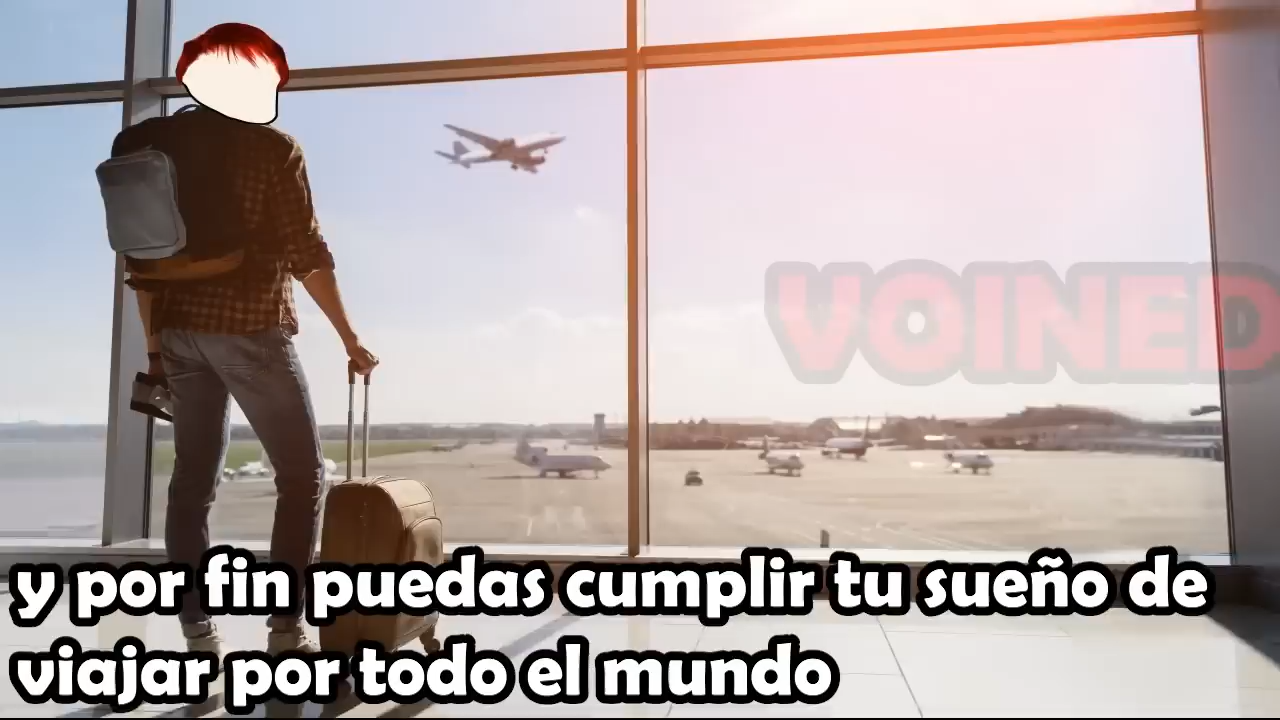 VOINED
y por fin puedas cumplir tu sueño de
viajar por todo el mundo